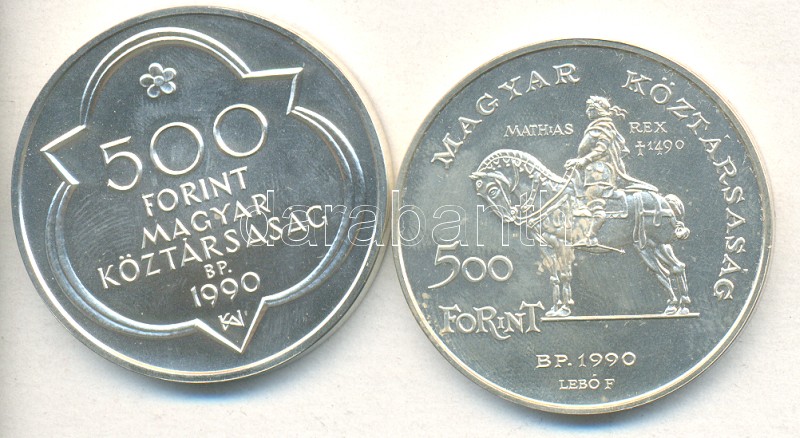 500
FORINT
MAGYAR
KÖZTÁRSASÁG
BP.
1990
MAGYAR KÖZTÁRSASÁG
MATHIAS REX
†1490
500
FORINT
BP.1990
LEBÓ F
darabanth